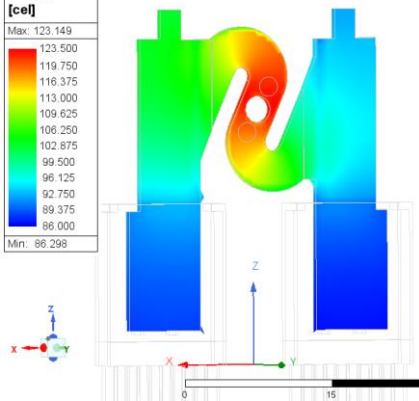 [cel]
Max: 123.149
123.500
119.875
116.375
113.000
109.625
106.250
102.875
99.500
96.125
92.750
89.375
86.000
Min: 86.298
Z
Z
X
Y
X
Y
0
15